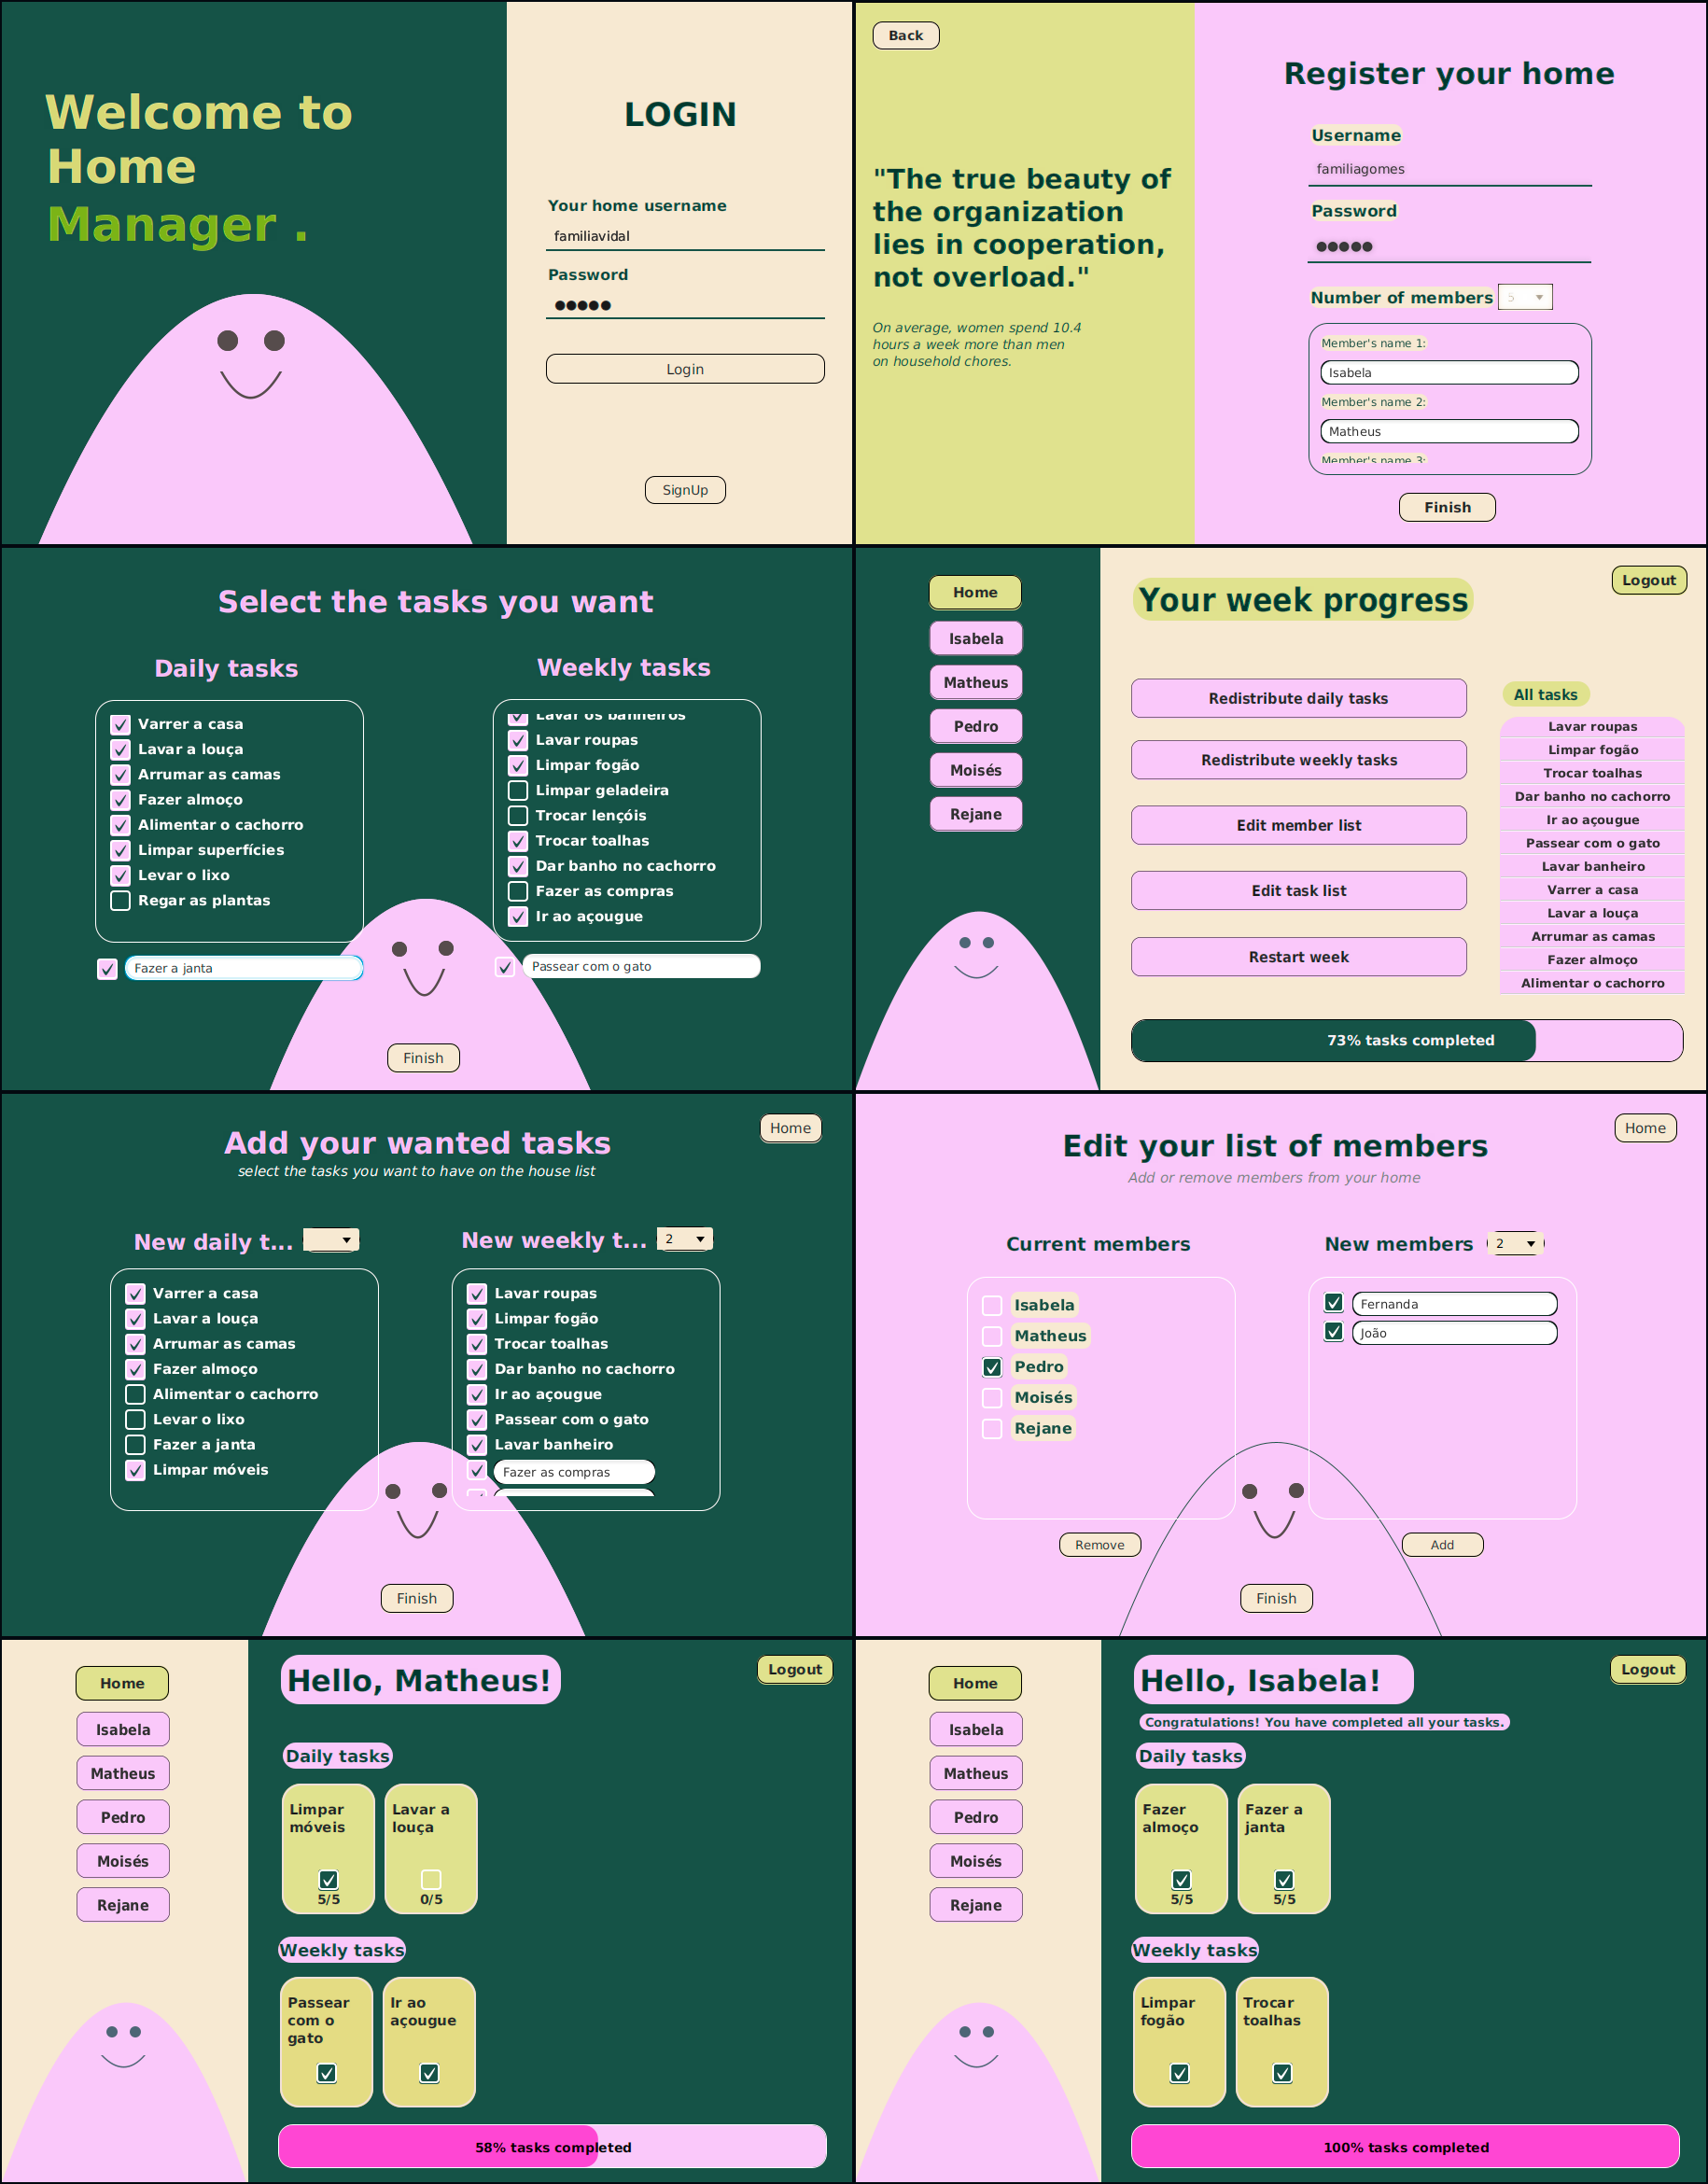 Welcome to
Home
Manager .
LOGIN
Your home username
familiavidal
Password
●●●●●
Login
SignUp
Back
"The true beauty of
the organization
lies in cooperation,
not overload."
On average, women spend 10.4
hours a week more than men
on household chores.
Register your home
Username
familiagomes
Password
●●●●●
Number of members 5
Member's name 1:
Isabela
Member's name 2:
Matheus
Member's name 3:
Finish
Select the tasks you want
Daily tasks
Varrer a casa
Lavar a louça
Arrumar as camas
Fazer almoço
Alimentar o cachorro
Limpar superfícies
Levar o lixo
Regar as plantas
Fazer a janta
Weekly tasks
Lavar os banheiros
Lavar roupas
Limpar fogão
Limpar geladeira
Trocar lençóis
Trocar toalhas
Dar banho no cachorro
Fazer as compras
Ir ao açougue
Passear com o gato
Finish
Home
Isabela
Matheus
Pedro
Moisés
Rejane
Your week progress
Logout
Redistribute daily tasks
Redistribute weekly tasks
Edit member list
Edit task list
Restart week
All tasks
Lavar roupas
Limpar fogão
Trocar toalhas
Dar banho no cachorro
Ir ao açougue
Passear com o gato
Lavar banheiro
Varrer a casa
Lavar a louça
Arrumar as camas
Fazer almoço
Alimentar o cachorro
73% tasks completed
Home
Add your wanted tasks
select the tasks you want to have on the house list
New daily t...
Varrer a casa
Lavar a louça
Arrumar as camas
Fazer almoço
Alimentar o cachorro
Levar o lixo
Fazer a janta
Limpar móveis
New weekly t... 2
Lavar roupas
Limpar fogão
Trocar toalhas
Dar banho no cachorro
Ir ao açougue
Passear com o gato
Lavar banheiro
Fazer as compras
Finish
Home
Edit your list of members
Add or remove members from your home
Current members
Isabela
Matheus
Pedro
Moisés
Rejane
Remove
New members 2
Fernanda
João
Add
Finish
Home
Isabela
Matheus
Pedro
Moisés
Rejane
Hello, Matheus!
Logout
Daily tasks
Limpar
móveis
5/5
Lavar a
louça
0/5
Weekly tasks
Passear
com o
gato
Ir ao
açougue
58% tasks completed
Home
Isabela
Matheus
Pedro
Moisés
Rejane
Hello, Isabela!
Logout
Congratulations! You have completed all your tasks.
Daily tasks
Fazer
almoço
5/5
Fazer a
janta
5/5
Weekly tasks
Limpar
fogão
Trocar
toalhas
100% tasks completed